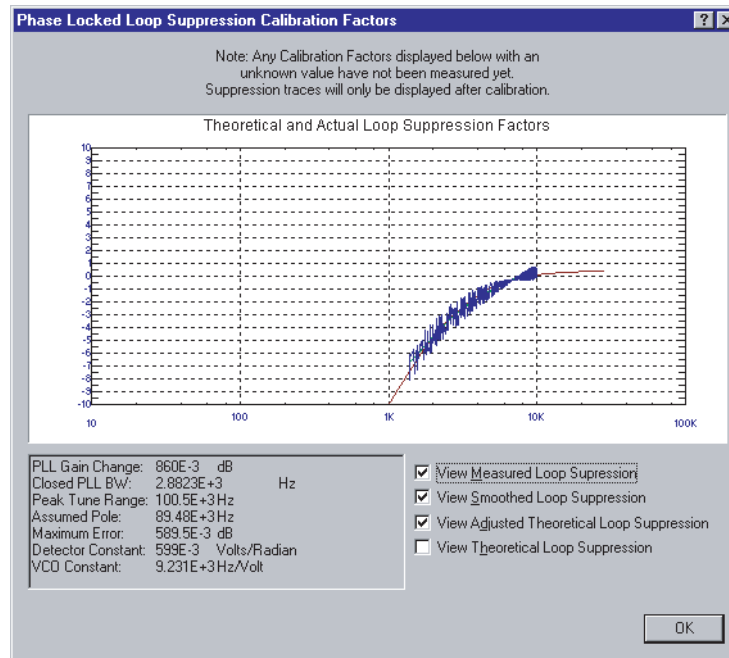 Phase Locked Loop Suppression Calibration Factors
Note: Any Calibration Factors displayed below with an
unknown value have not been measured yet.
Suppression traces will only be displayed after calibration.
Theoretical and Actual Loop Suppression Factors
10
9
8
7
6
5
4
3
2
1
0
-1
-2
-3
-4
-5
-6
-7
-8
-9
-10
10
100
1K
10K
100K
PLL Gain Change: 860E-3 dB
Closed PLL BW: 2.8823E+3 Hz
Peak Tune Range: 100.5E+3Hz
Assumed Pole: 89.48E+3Hz
Maximum Error: 589.5E-3 dB
Detector Constant: 599E-3 Volts/Radian
VCO Constant: 9.231E+3Hz/Volt
View Measured Loop Supression
View Smoothed Loop Suppression
View Adjusted Theoretical Loop Suppression
View Theoretical Loop Suppression
OK